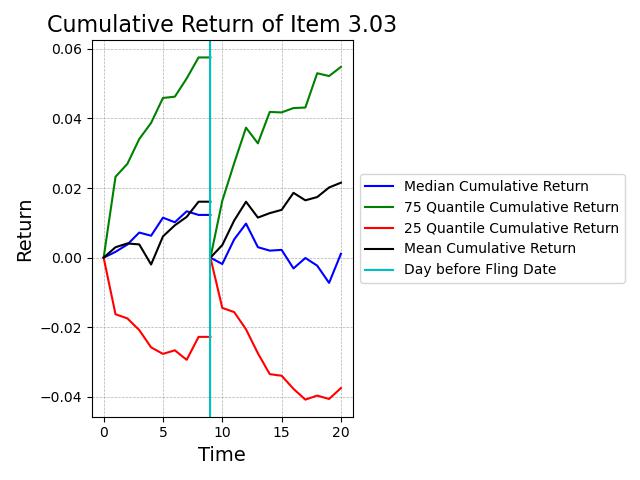 Cumulative Return of Item 3.03
0.06
0.04
0.02
0.00
−0.02
−0.04
Return
0
5
10
15
20
Time
Median Cumulative Return
75 Quantile Cumulative Return
25 Quantile Cumulative Return
Mean Cumulative Return
Day before Fling Date